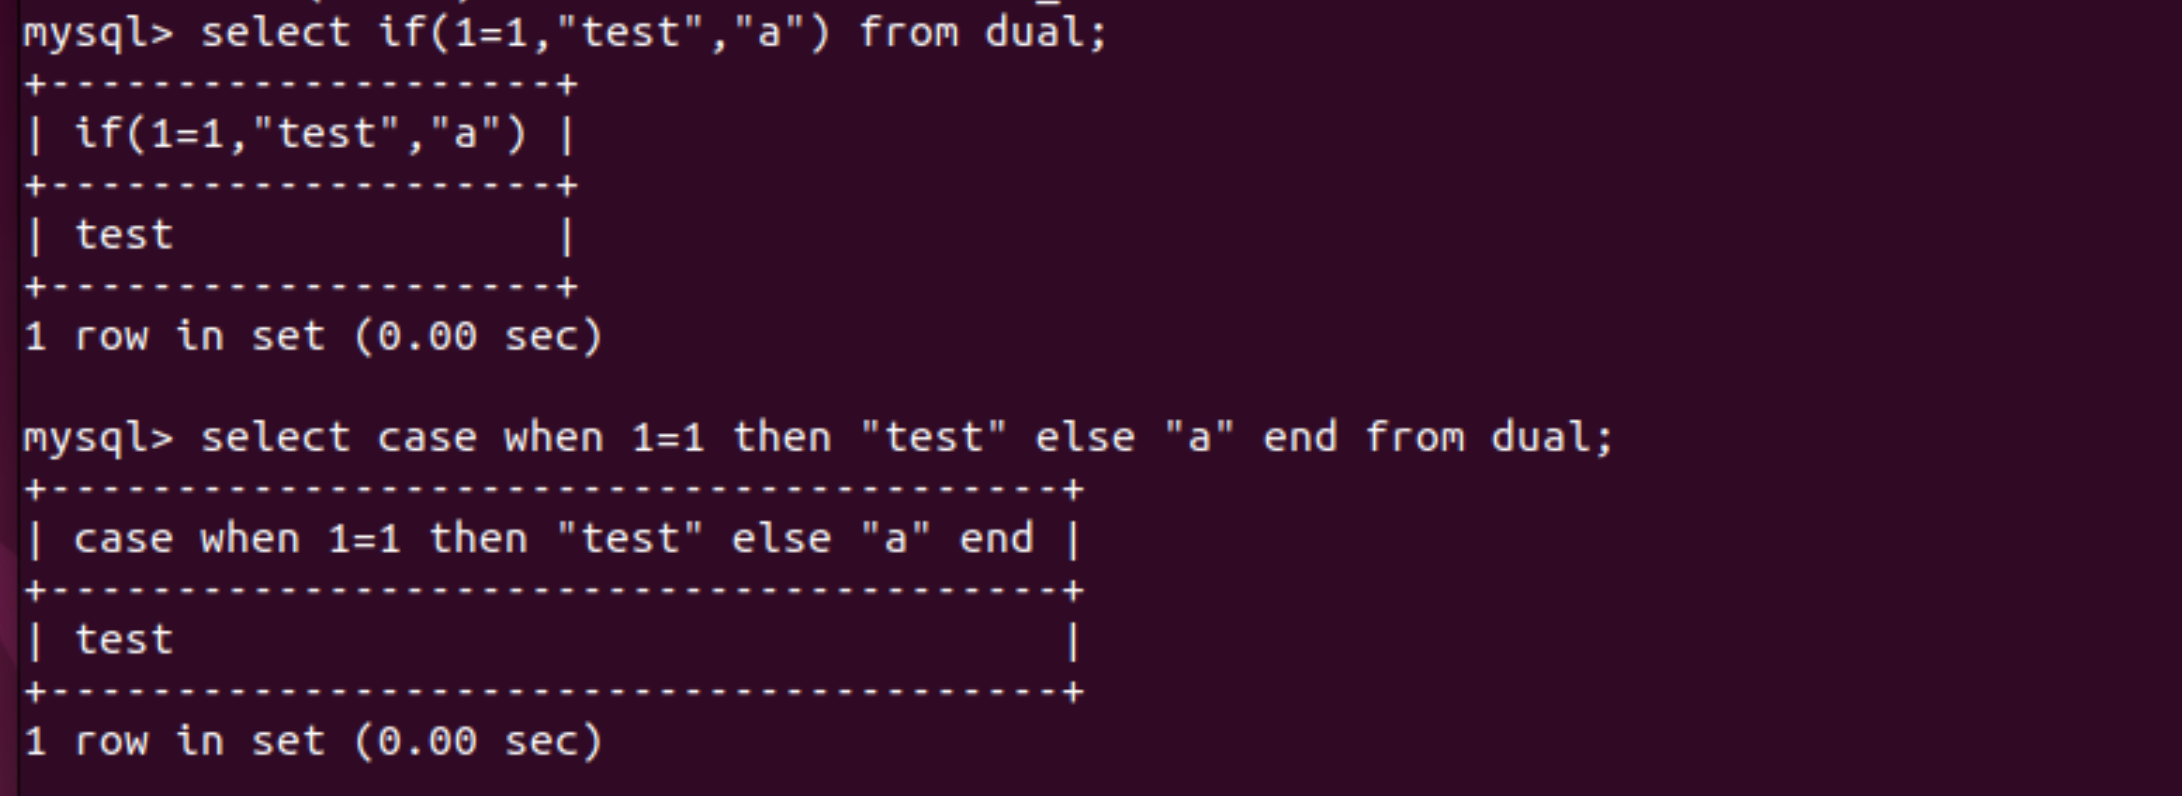 mysql> select if(1=1,"test","a") from dual;
+--------------------+
| if(1=1,"test","a") |
+--------------------+
| test               |
+--------------------+
1 row in set (0.00 sec)

mysql> select case when 1=1 then "test" else "a" end from dual;
+----------------------------------------+
| case when 1=1 then "test" else "a" end |
+----------------------------------------+
| test                                   |
+----------------------------------------+
1 row in set (0.00 sec)